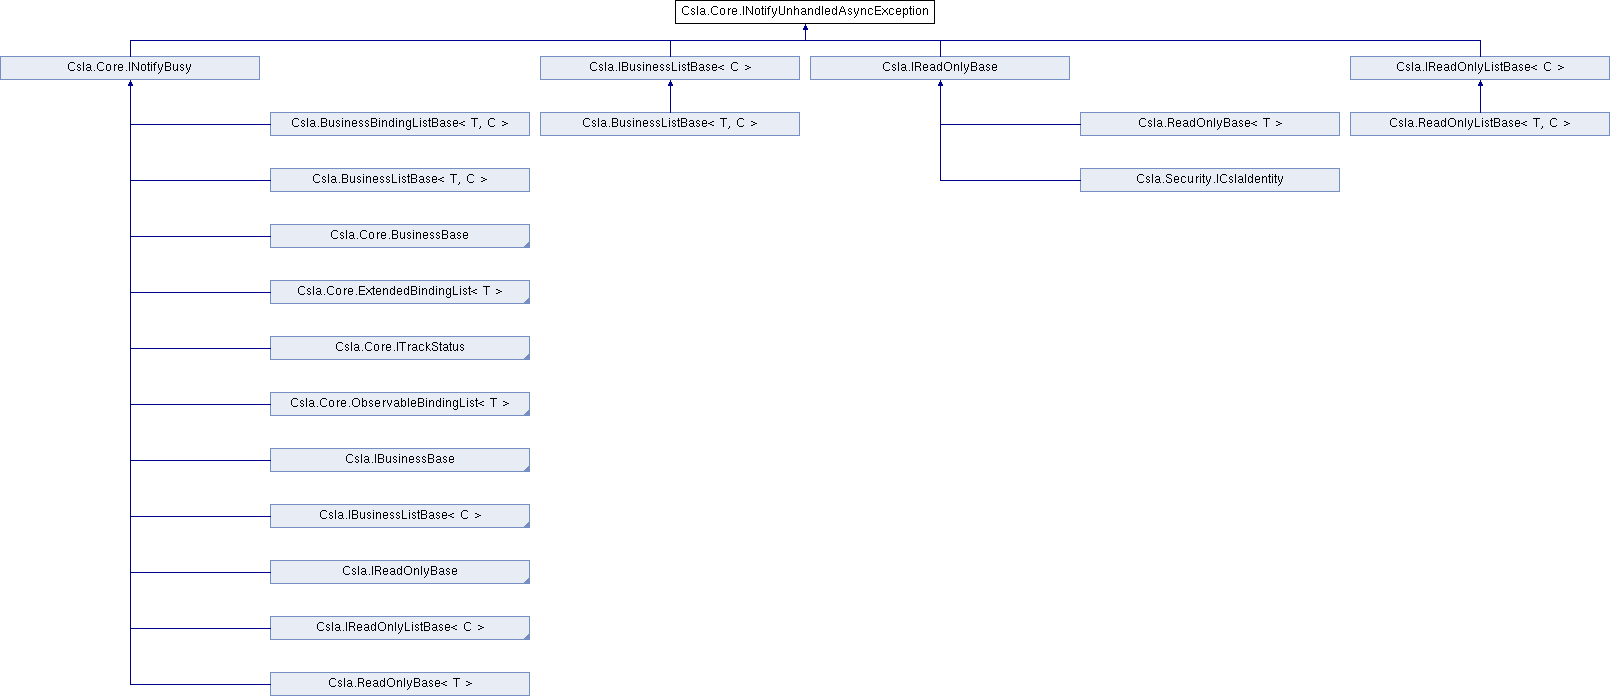 Csla.Core.INotifyUnhandledAsyncException
Csla.Core.INotifyBusy
Csla.IBusinessListBase< C >
Csla.IReadOnlyBase
Csla.IReadOnlyListBase< C >
Csla.BusinessBindingListBase< T, C >
Csla.BusinessListBase< T, C >
Csla.ReadOnlyBase< T >
Csla.ReadOnlyListBase< T, C >
Csla.BusinessListBase< T, C >
Csla.Security.ICslaIdentity
Csla.Core.BusinessBase
Csla.Core.ExtendedBindingList< T >
Csla.Core.ITrackStatus
Csla.Core.ObservableBindingList< T >
Csla.IBusinessBase
Csla.IBusinessListBase< C >
Csla.IReadOnlyBase
Csla.IReadOnlyListBase< C >
Csla.ReadOnlyBase< T >